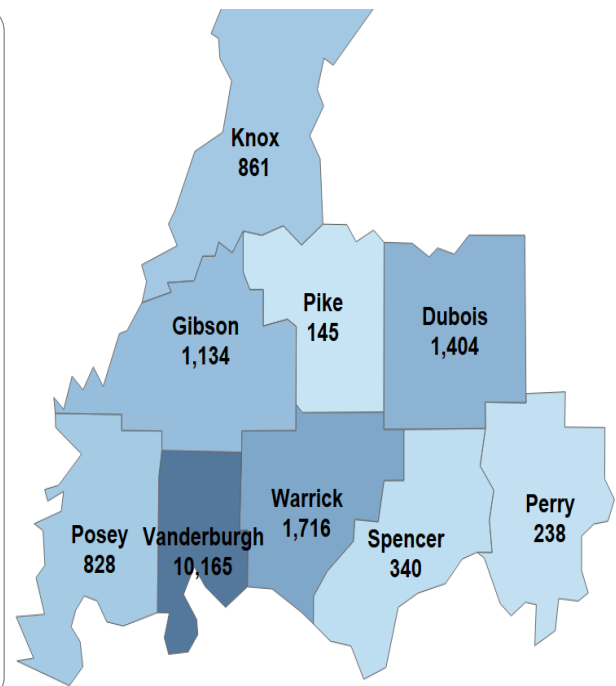 Knox
861
Pike
145
Dubois
1,404
Gibson
1,134
Warrick
1,716
Perry
238
Posey
828
Vanderburgh
10,165
Spencer
340